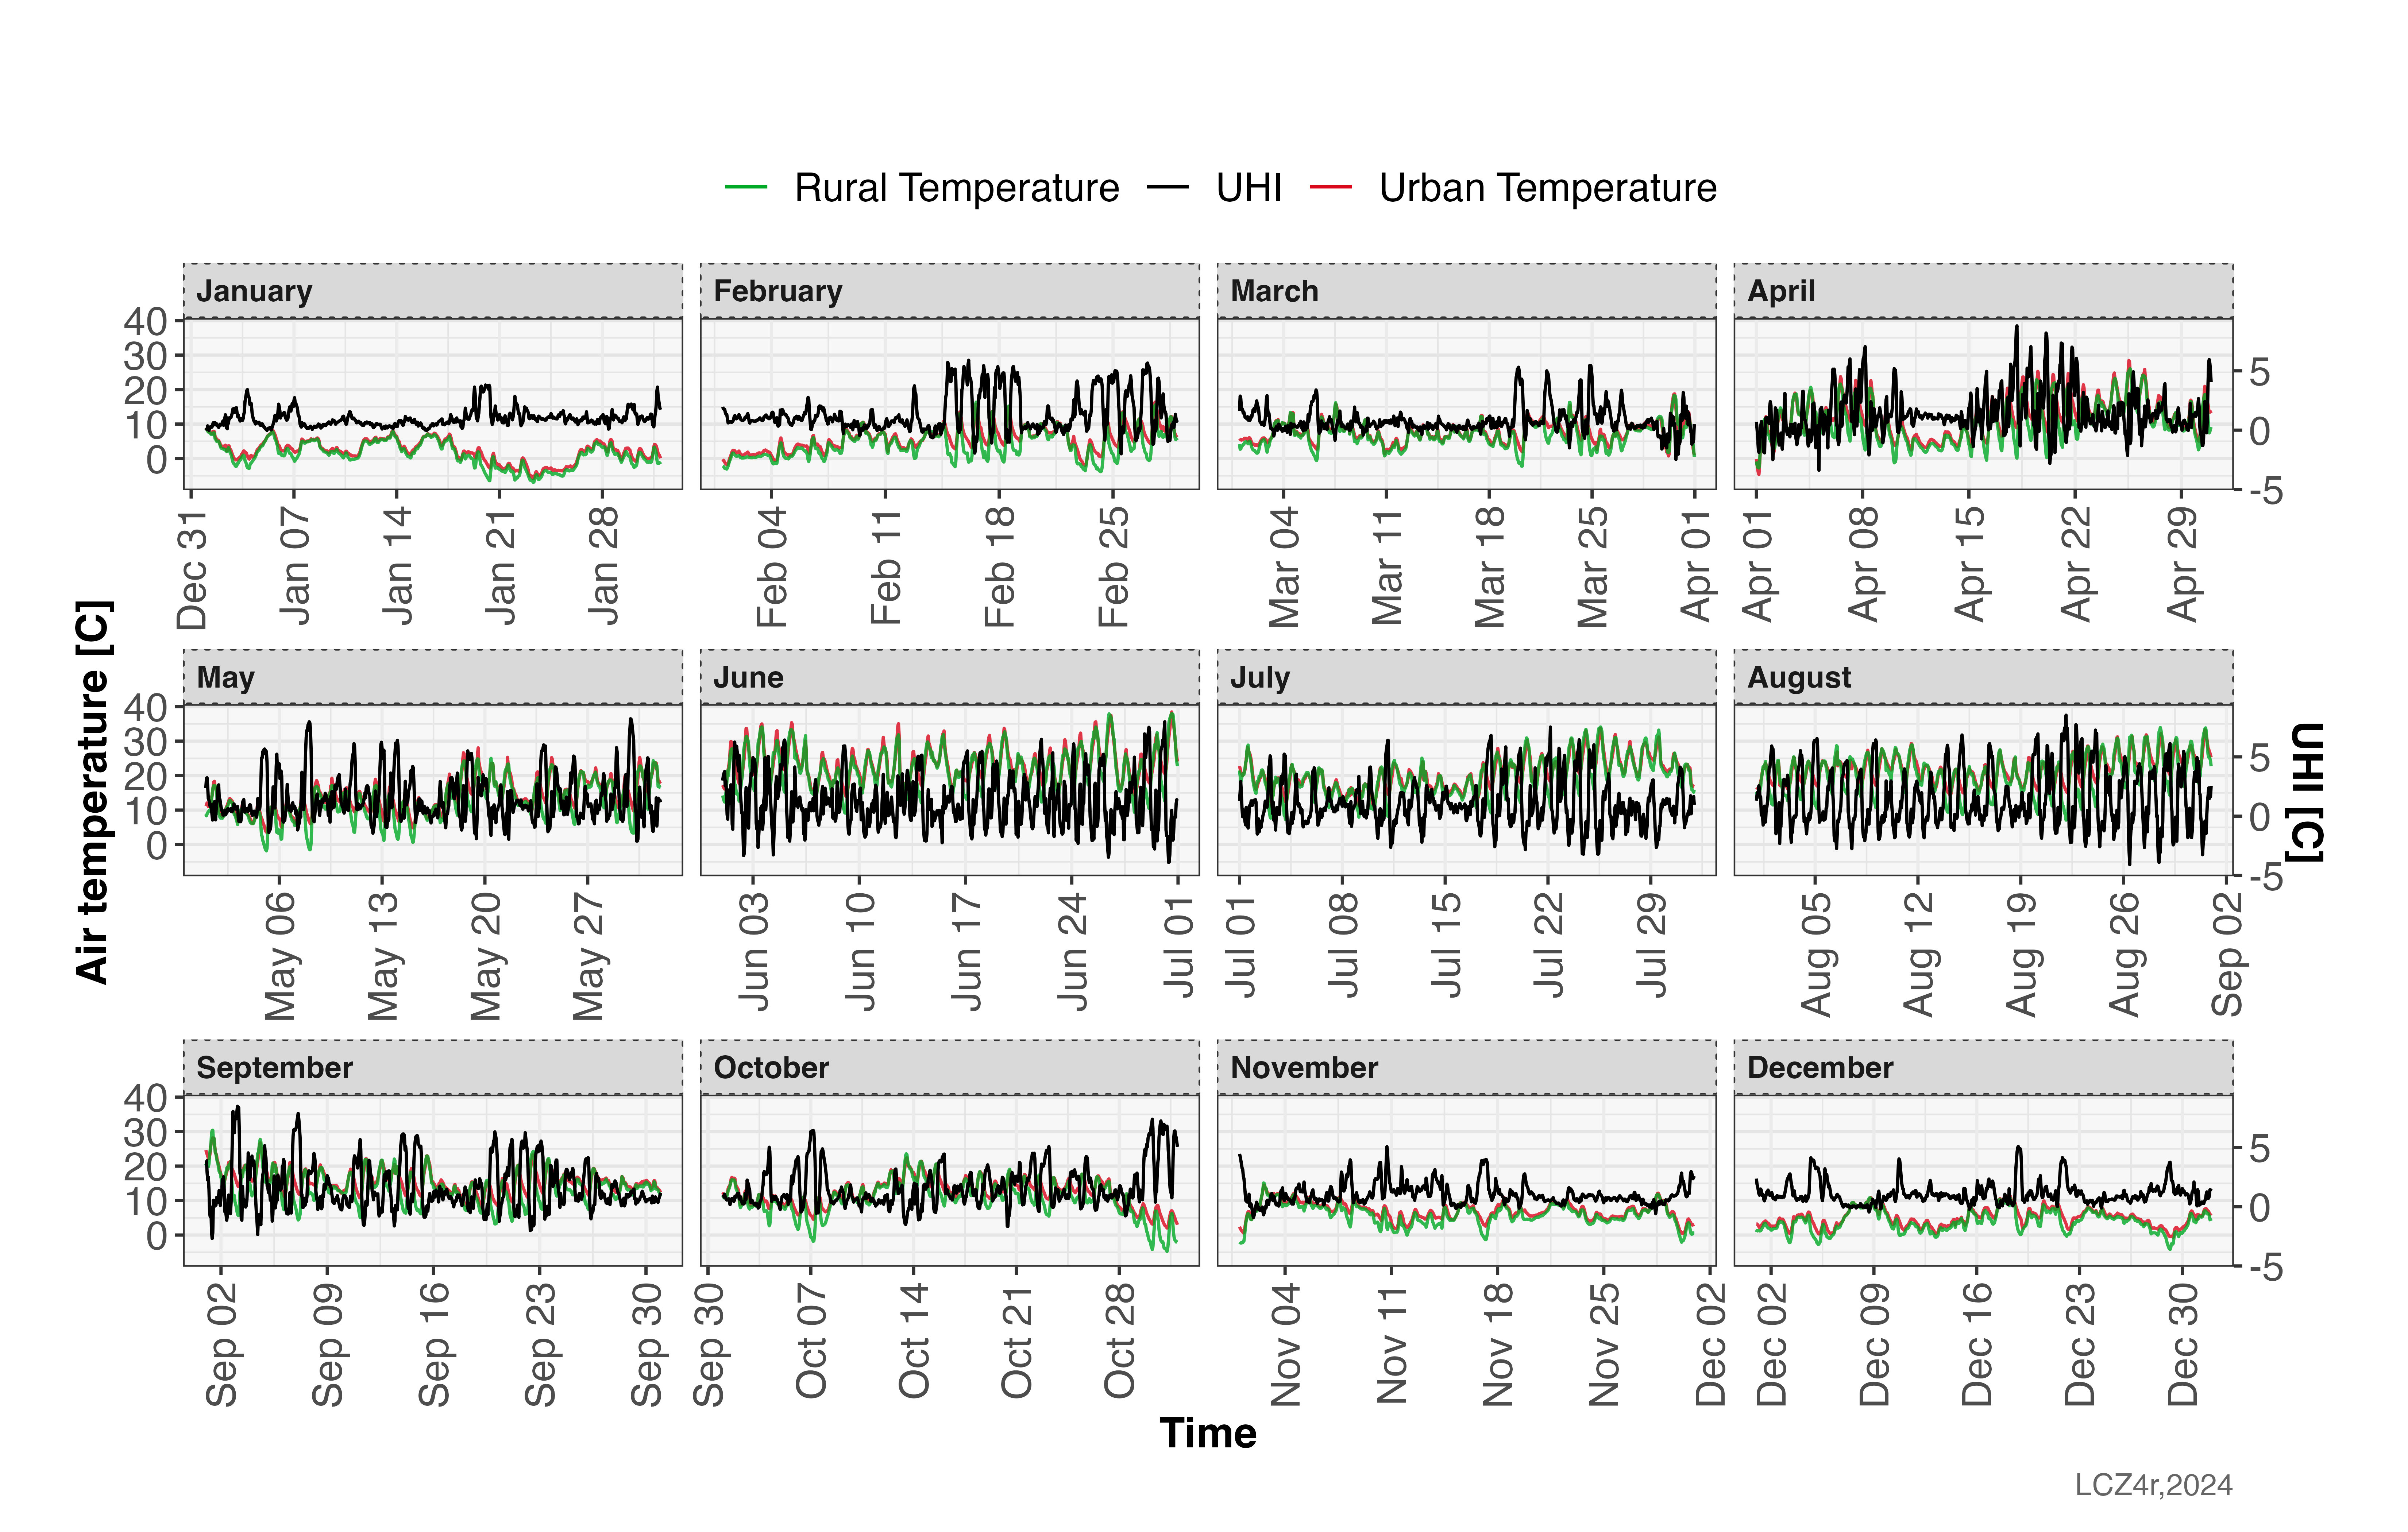 Rural Temperature UHI Urban Temperature
January February March April
40
30
20
10
0
5
0
-5
Dec 31 Jan 07 Jan 14 Jan 21 Jan 28 Feb 04 Feb 11 Feb 18 Feb 25 Mar 04 Mar 11 Mar 18 Mar 25 Apr 01 Apr 01 Apr 08 Apr 15 Apr 22 Apr 29
Air temperature [C]
May June July August
40
30
20
10
0
5
0
-5
UHI [C]
May 06 May 13 May 20 May 27 Jun 03 Jun 10 Jun 17 Jun 24 Jul 01 Jul 01 Jul 08 Jul 15 Jul 22 Jul 29 Aug 05 Aug 12 Aug 19 Aug 26 Sep 02
September October November December
40
30
20
10
0
5
0
-5
Sep 02 Sep 09 Sep 16 Sep 23 Sep 30 Sep 30 Oct 07 Oct 14 Oct 21 Oct 28 Nov 04 Nov 11 Nov 18 Nov 25 Dec 02 Dec 02 Dec 09 Dec 16 Dec 23 Dec 30
Time
LCZ4r,2024